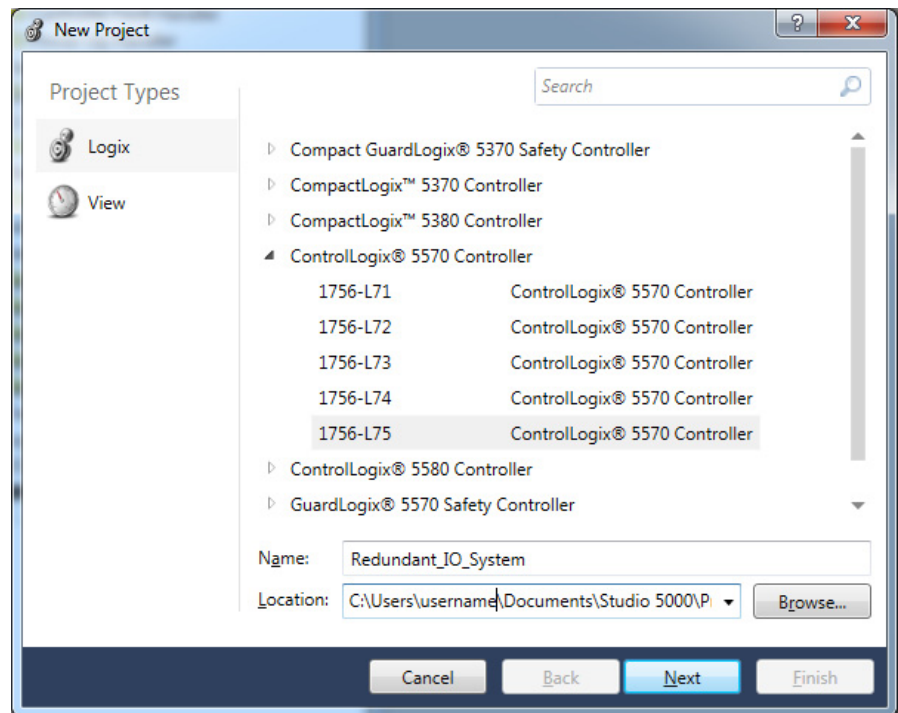 New Project
Project Types
Search
Logix
View
Compact GuardLogix® 5370 Safety Controller
CompactLogix™ 5370 Controller
CompactLogix™ 5380 Controller
ControlLogix® 5570 Controller
1756-L71 ControlLogix® 5570 Controller
1756-L72 ControlLogix® 5570 Controller
1756-L73 ControlLogix® 5570 Controller
1756-L74 ControlLogix® 5570 Controller
1756-L75 ControlLogix® 5570 Controller
ControlLogix® 5580 Controller
GuardLogix® 5570 Safety Controller
Name: Redundant_IO_System
Location: C:\Users\username\Documents\Studio 5000\P Browse...
Cancel Back Next Finish